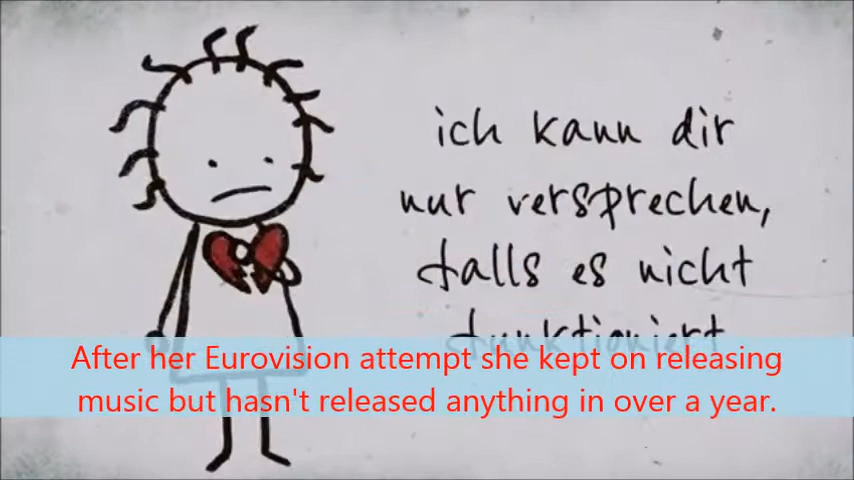 ich kann dir
nur versprechen,
falls es nicht
funktioniert
After her Eurovision attempt she kept on releasing
music but hasn't released anything in over a year.